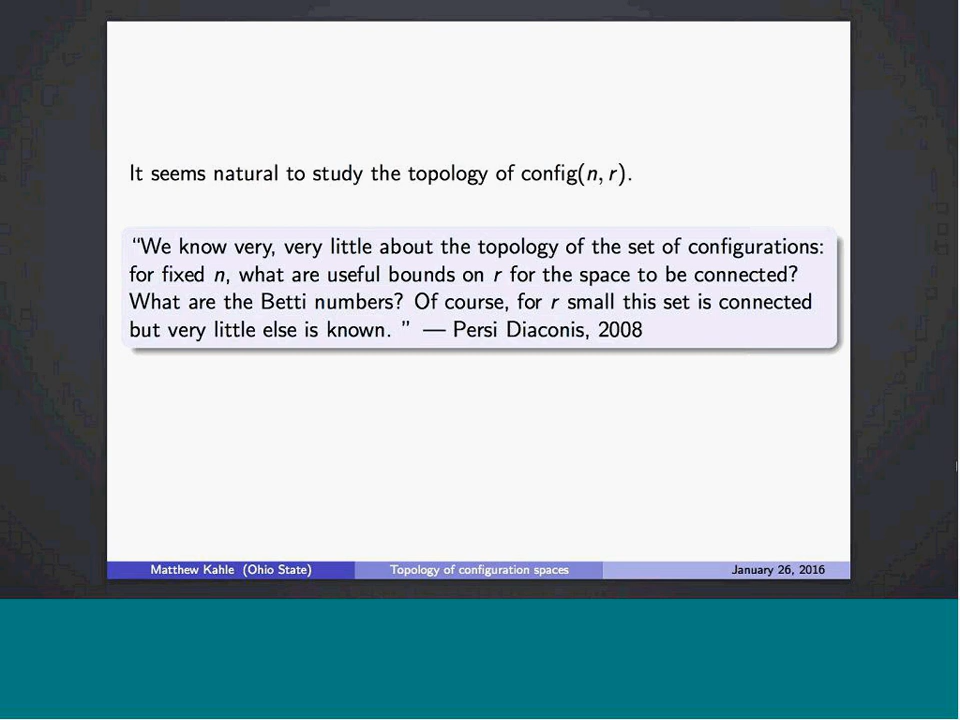 It seems natural to study the topology of config(n, r).
“We know very, very little about the topology of the set of configurations:
for fixed n, what are useful bounds on r for the space to be connected?
What are the Betti numbers? Of course, for r small this set is connected
but very little else is known. ” — Persi Diaconis, 2008
Matthew Kahle (Ohio State) Topology of configuration spaces January 26, 2016